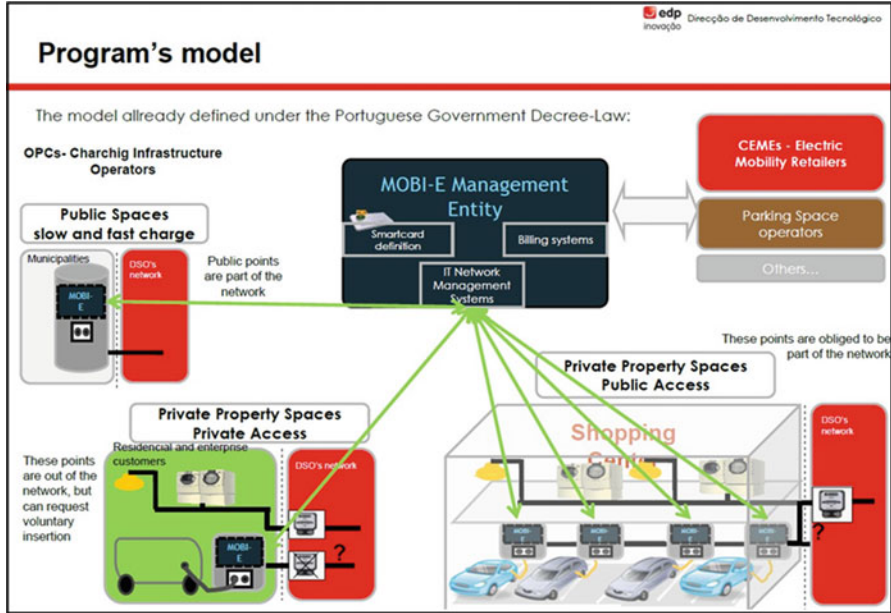 edp
inovação
Direcção de Desenvolvimento Tecnológico
Program's model
The model allready defined under the Portuguese Government Decree-Law:
OPCs- Charchig Infrastructure
Operators
Public Spaces
slow and fast charge
Municipalities
DSO's
network
MOBI-
E
Public points
are part of the
network
MOBI-E Management
Entity
Smartcard
definition
Billing systems
IT Network
Management
Systems
CEMEs - Electric
Mobility Retailers
Parking Space
operators
Others...
These points are obliged to be
part of the network
Private Property Spaces
Public Access
Private Property Spaces
Private Access
These points
are out of the
network, but
can request
voluntary
insertion
Residencial and enterprise
customers
DSO's network
MOBI-
E
?
Shopping
Center
DSO's
network
MOBI-
E
MOBI-
E
MOBI-
E
MOBI-
E
?